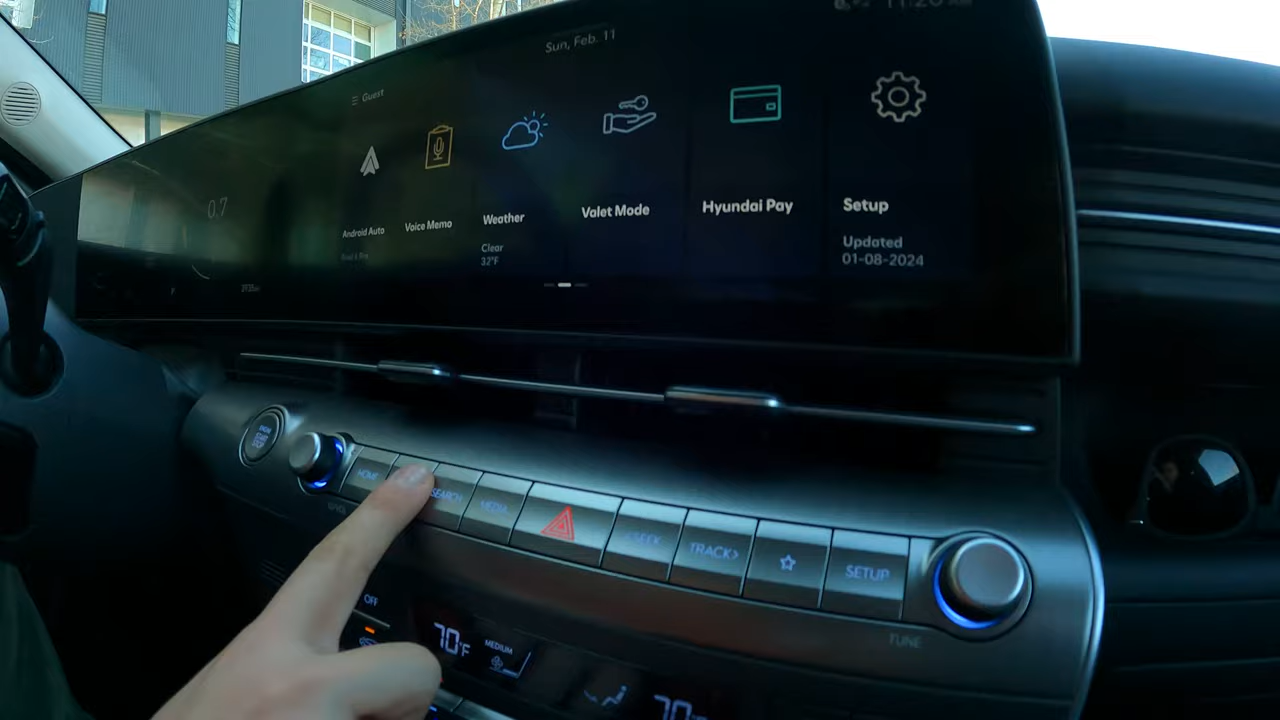 Sun, Feb. 11
Guest
0.7
Android Auto
Voice Memo
Weather
Clear
32°F
Valet Mode
Hyundai Pay
Setup
Updated
01-08-2024
HOME
SEARCH
MEDIA
SEEK
TRACK>
☆
SETUP
TUNE
OFF
70°F
MEDIUM
70°F